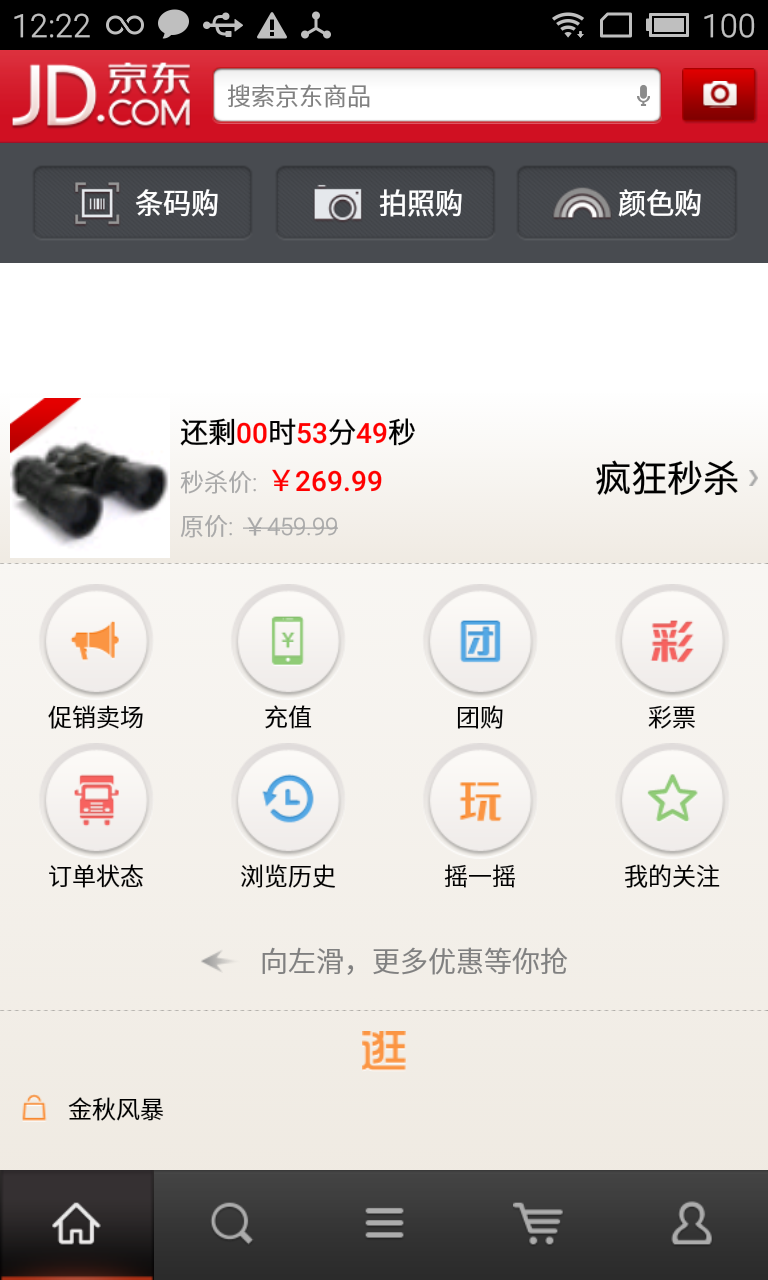 12:22 100
JD.COM 京东
搜索京东商品
条码购 拍照购 颜色购
还剩00时53分49秒
秒杀价: ￥269.99
疯狂秒杀
原价: ￥459.99
¥ 团 彩
促销卖场 充值 团购 彩票
玩
订单状态 浏览历史 摇一摇 我的关注
向左滑，更多优惠等你抢
逛
金秋风暴